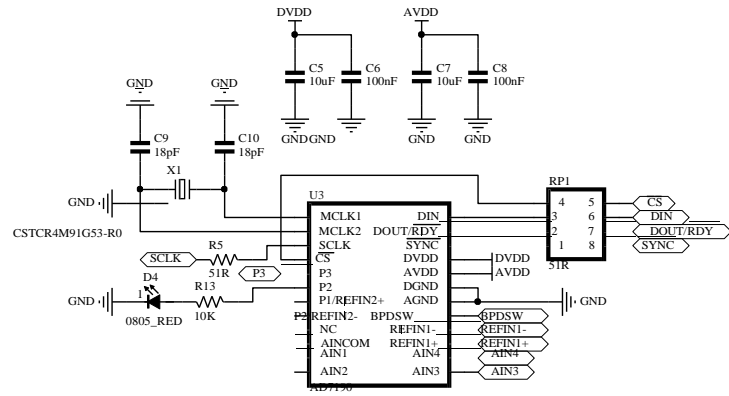 DVDD
AVDD
C5
10uF
C6
100nF
C7
10uF
C8
100nF
GND
GND
GND GND
GND
GND
C9
18pF
C10
18pF
X1
GND
CSTCR4M91G53-R0
U3
MCLK1
MCLK2
SCLK
CS
P3
P2
P1/REFIN2+
P2 REFIN2-
NC
AINCOM
AIN1
AIN2
DIN
DOUT/RDY
SYNC
DVDD
AVDD
DGND
AGND
BPDSW
REFIN1-
REFIN1+
AIN4
AIN3
AD7190
SCLK
R5
51R
P3
D4
1
GND
0805_RED
R13
10K
RP1
4 5
3 6
2 7
1 8
51R
CS
DIN
DOUT/RDY
SYNC
DVDD
AVDD
GND
BPDSW
REFIN1-
REFIN1+
AIN4
AIN3